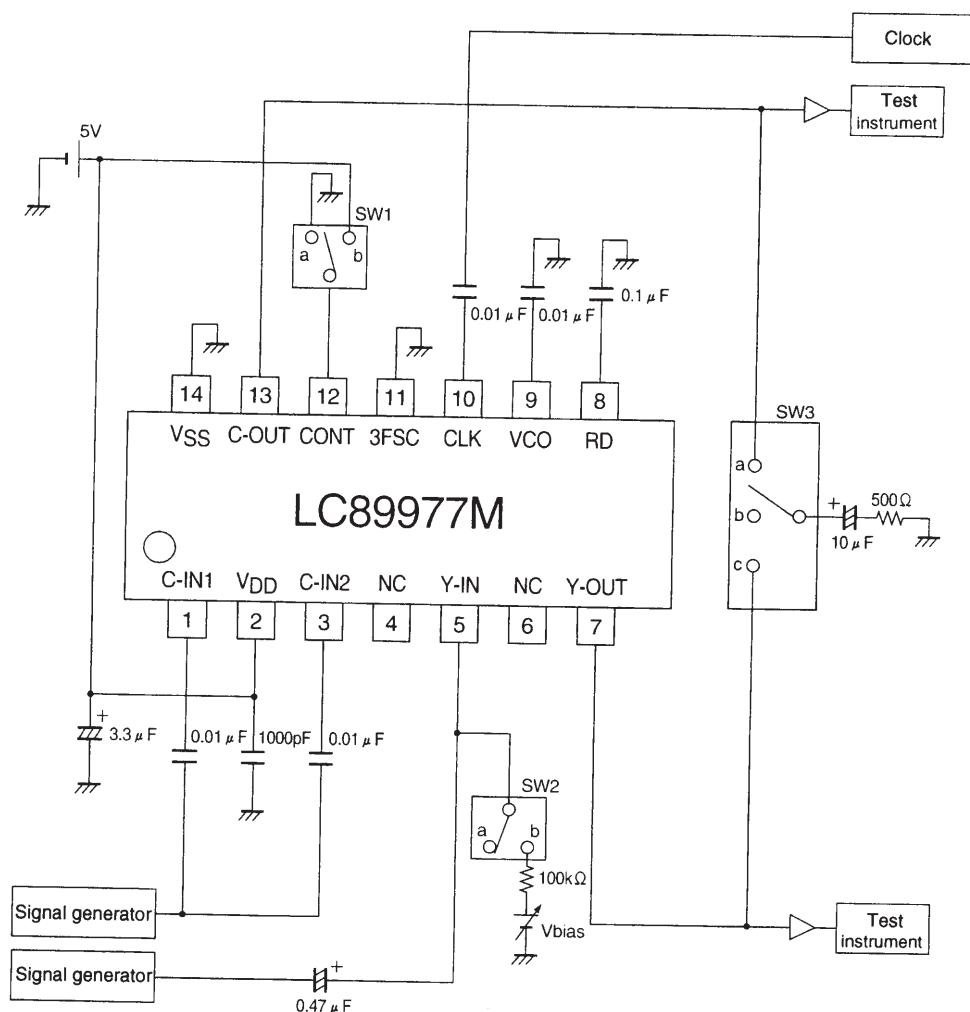 Clock
Test
instrument
5V
SW1
a
b
0.01 μF
0.01 μF
0.1 μF
14
13
12
11
10
9
8
VSS
C-OUT
CONT
3FSC
CLK
VCO
RD
SW3
a
b
c
+
10 μF
500Ω
LC89977M
C-IN1
VDD
C-IN2
NC
Y-IN
NC
Y-OUT
1
2
3
4
5
6
7
+
3.3 μF
0.01 μF
1000pF
0.01 μF
SW2
a
b
100kΩ
Vbias
Signal generator
Signal generator
+
0.47 μF
Test
instrument